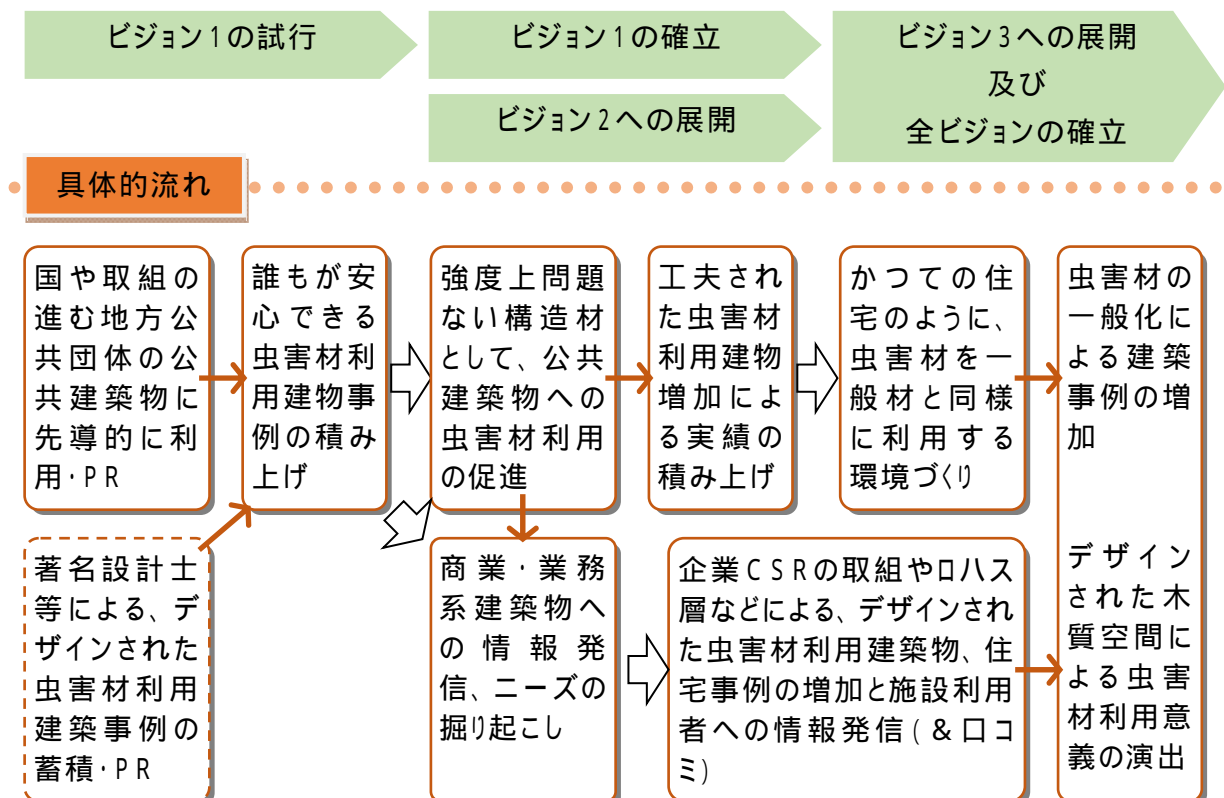 ビジョン1の試行
ビジョン1の確立
ビジョン2への展開
ビジョン3への展開
及び
全ビジョンの確立
具体的流れ
国や取組の
進む地方公
共団体の公
共建築物に
先導的に利
用・PR
誰もが安
心できる
虫害材利
用建物事
例の積み
上げ
強度上問題
ない構造材
として、公共
建築物への
虫害材利用
の促進
工夫され
た虫害材
利用建物
増加によ
る実績の
積み上げ
かつての住
宅のように、
虫害材を一
般材と同様
に利用する
環境づくり
虫害材の
一般化に
よる建築
事例の増
加
著名設計士
等による、デ
ザインされた
虫害材利用
建築事例の
蓄積・PR
商業・業務
系建築物へ
の情報発
信、ニーズの
掘り起こし
企業CSRの取組やロハス
層などによる、デザインされ
た虫害材利用建築物、住
宅事例の増加と施設利用
者への情報発信(&口コ
ミ)
デザイン
された木
質空間に
よる虫害
材利用意
義の演出